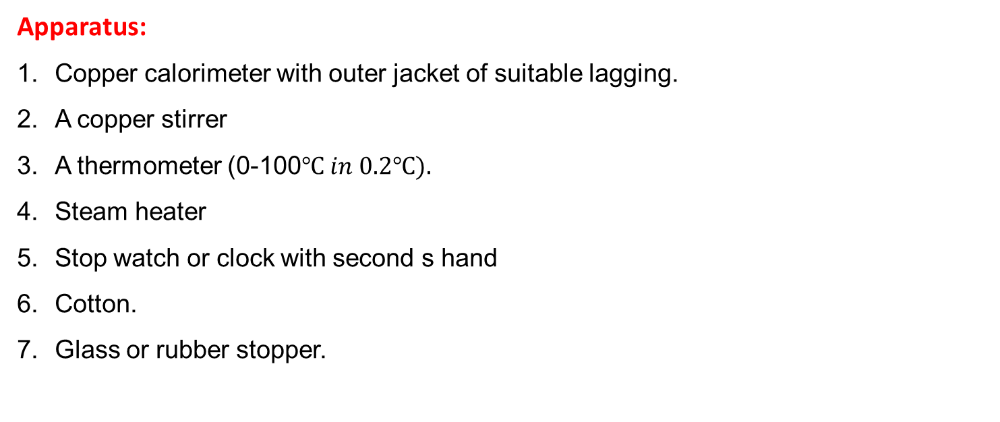 Apparatus:
1. Copper calorimeter with outer jacket of suitable lagging.
2. A copper stirrer
3. A thermometer (0-100°C in 0.2°C).
4. Steam heater
5. Stop watch or clock with second s hand
6. Cotton.
7. Glass or rubber stopper.